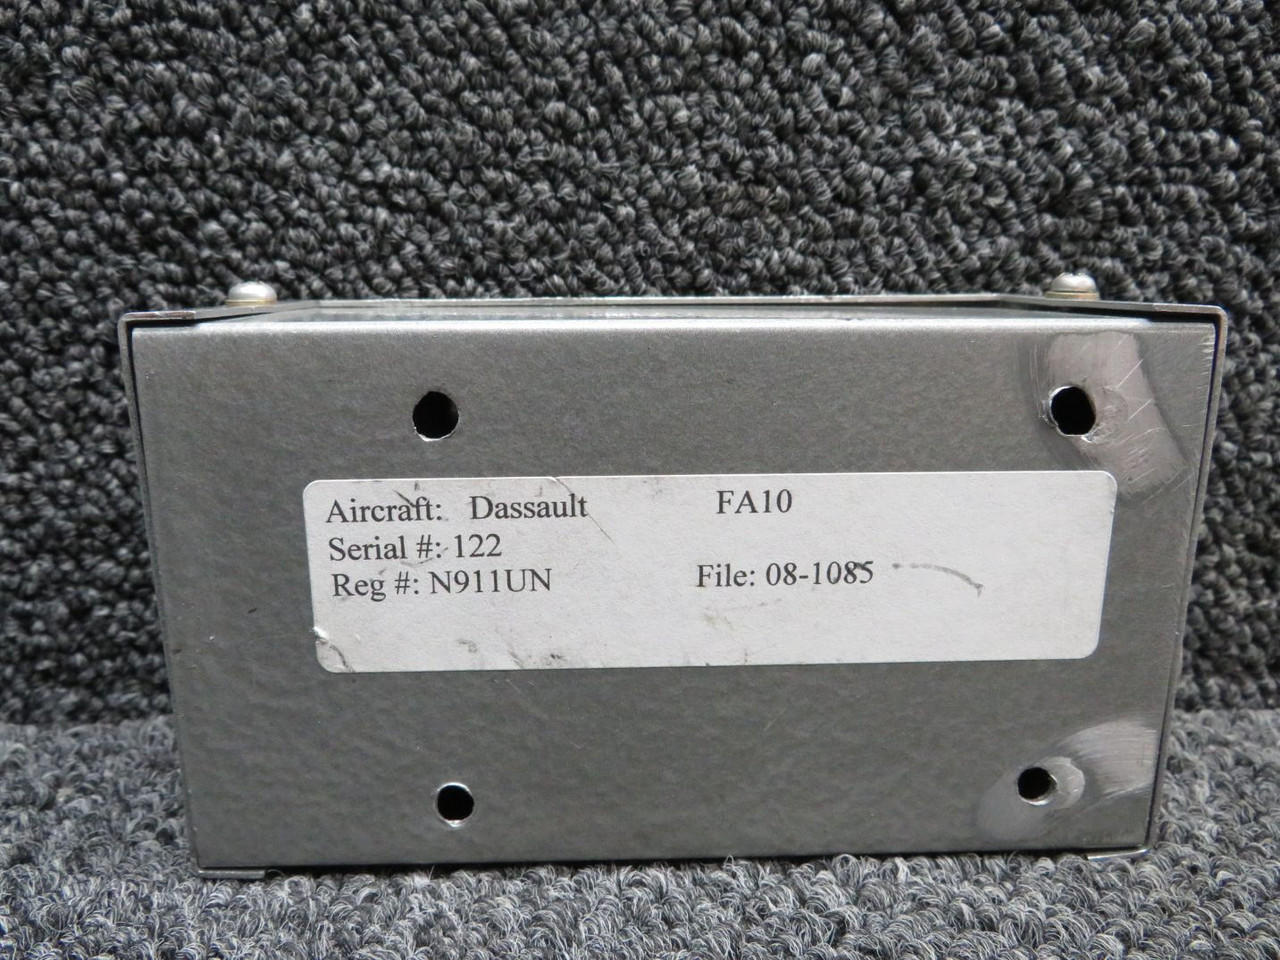 Aircraft: Dassault FA10
Serial #: 122
Reg #: N911UN File: 08-1085